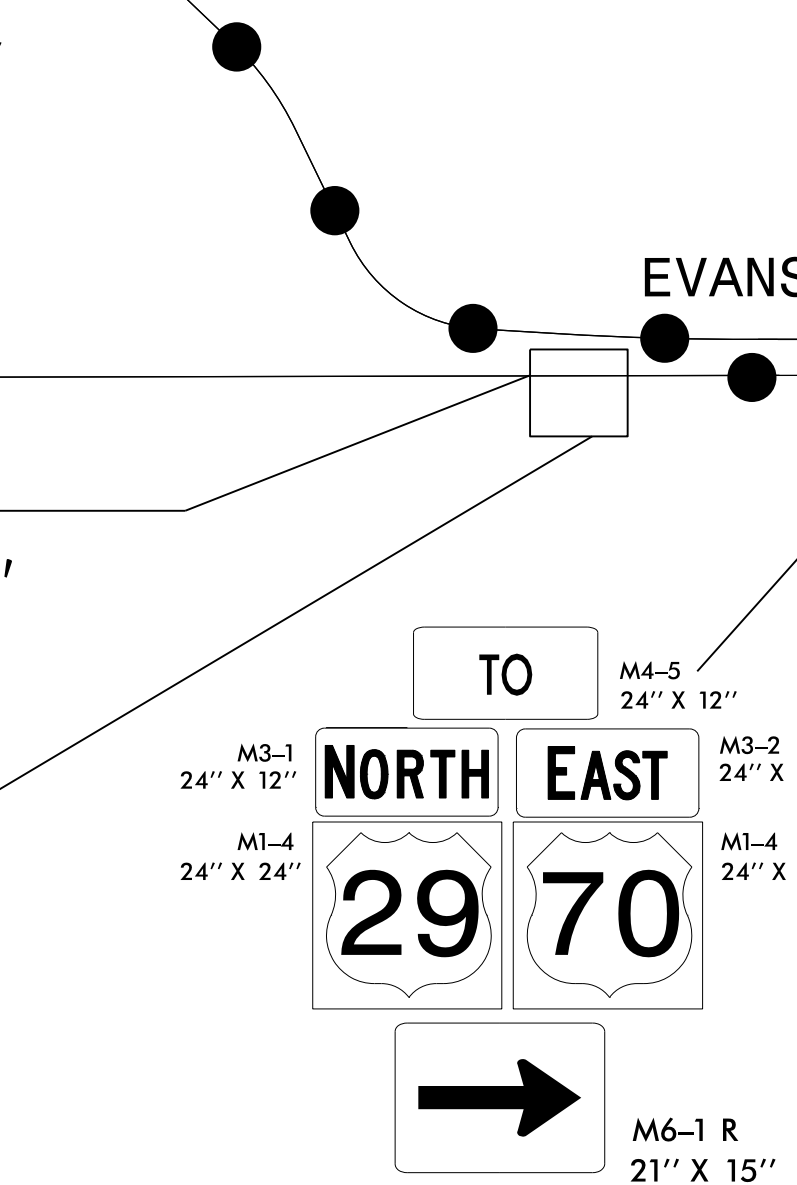 EVANS
TO
M4–5
24'' X 12''
M3–1
24'' X 12''
NORTH
EAST
M3–2
24'' X
M1–4
24'' X 24''
29
70
M1–4
24'' X
M6–1 R
21'' X 15''